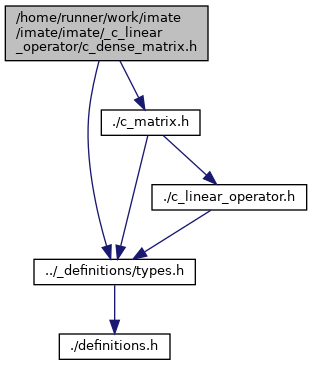 /home/runner/work/imate
/imate/imate/_c_linear
_operator/c_dense_matrix.h
./c_matrix.h
./c_linear_operator.h
../_definitions/types.h
./definitions.h